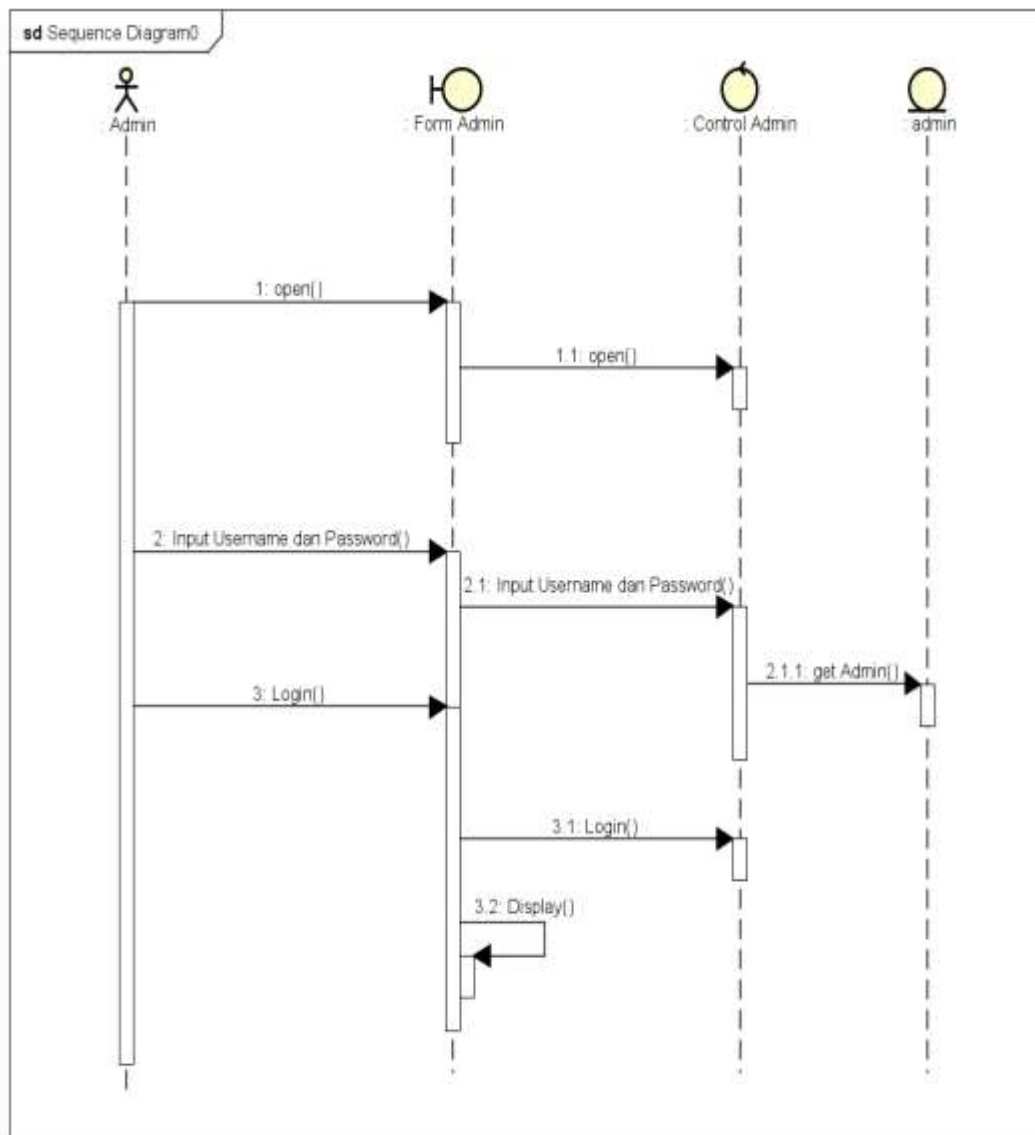 sd Sequence Diagram0
: Admin
: Form Admin
: Control Admin
: admin
1: open()
1.1: open()
2: Input Username dan Password()
2.1: Input Username dan Password()
2.1.1: get Admin()
3: Login()
3.1: Login()
3.2: Display()